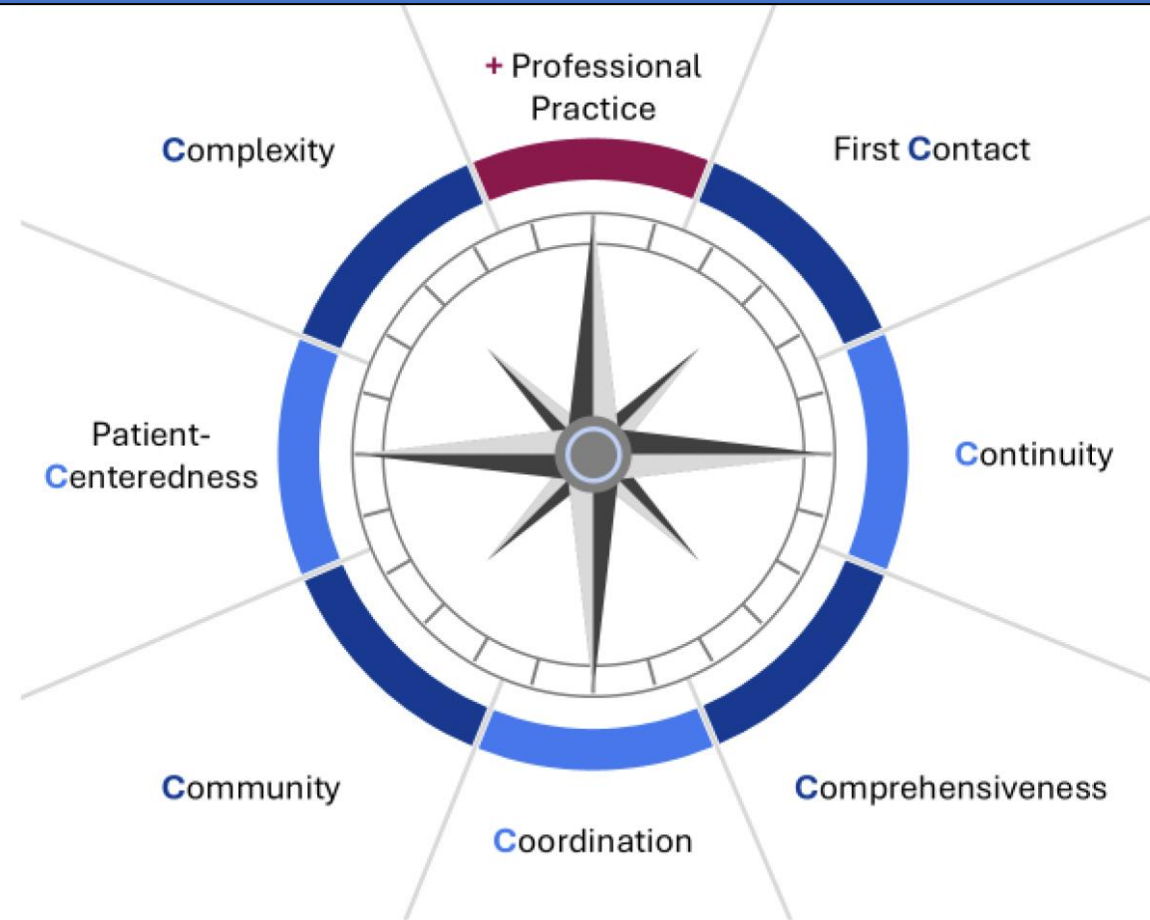 + Professional
Practice
Complexity
First Contact
Patient-
Centeredness
Continuity
Community
Comprehensiveness
Coordination